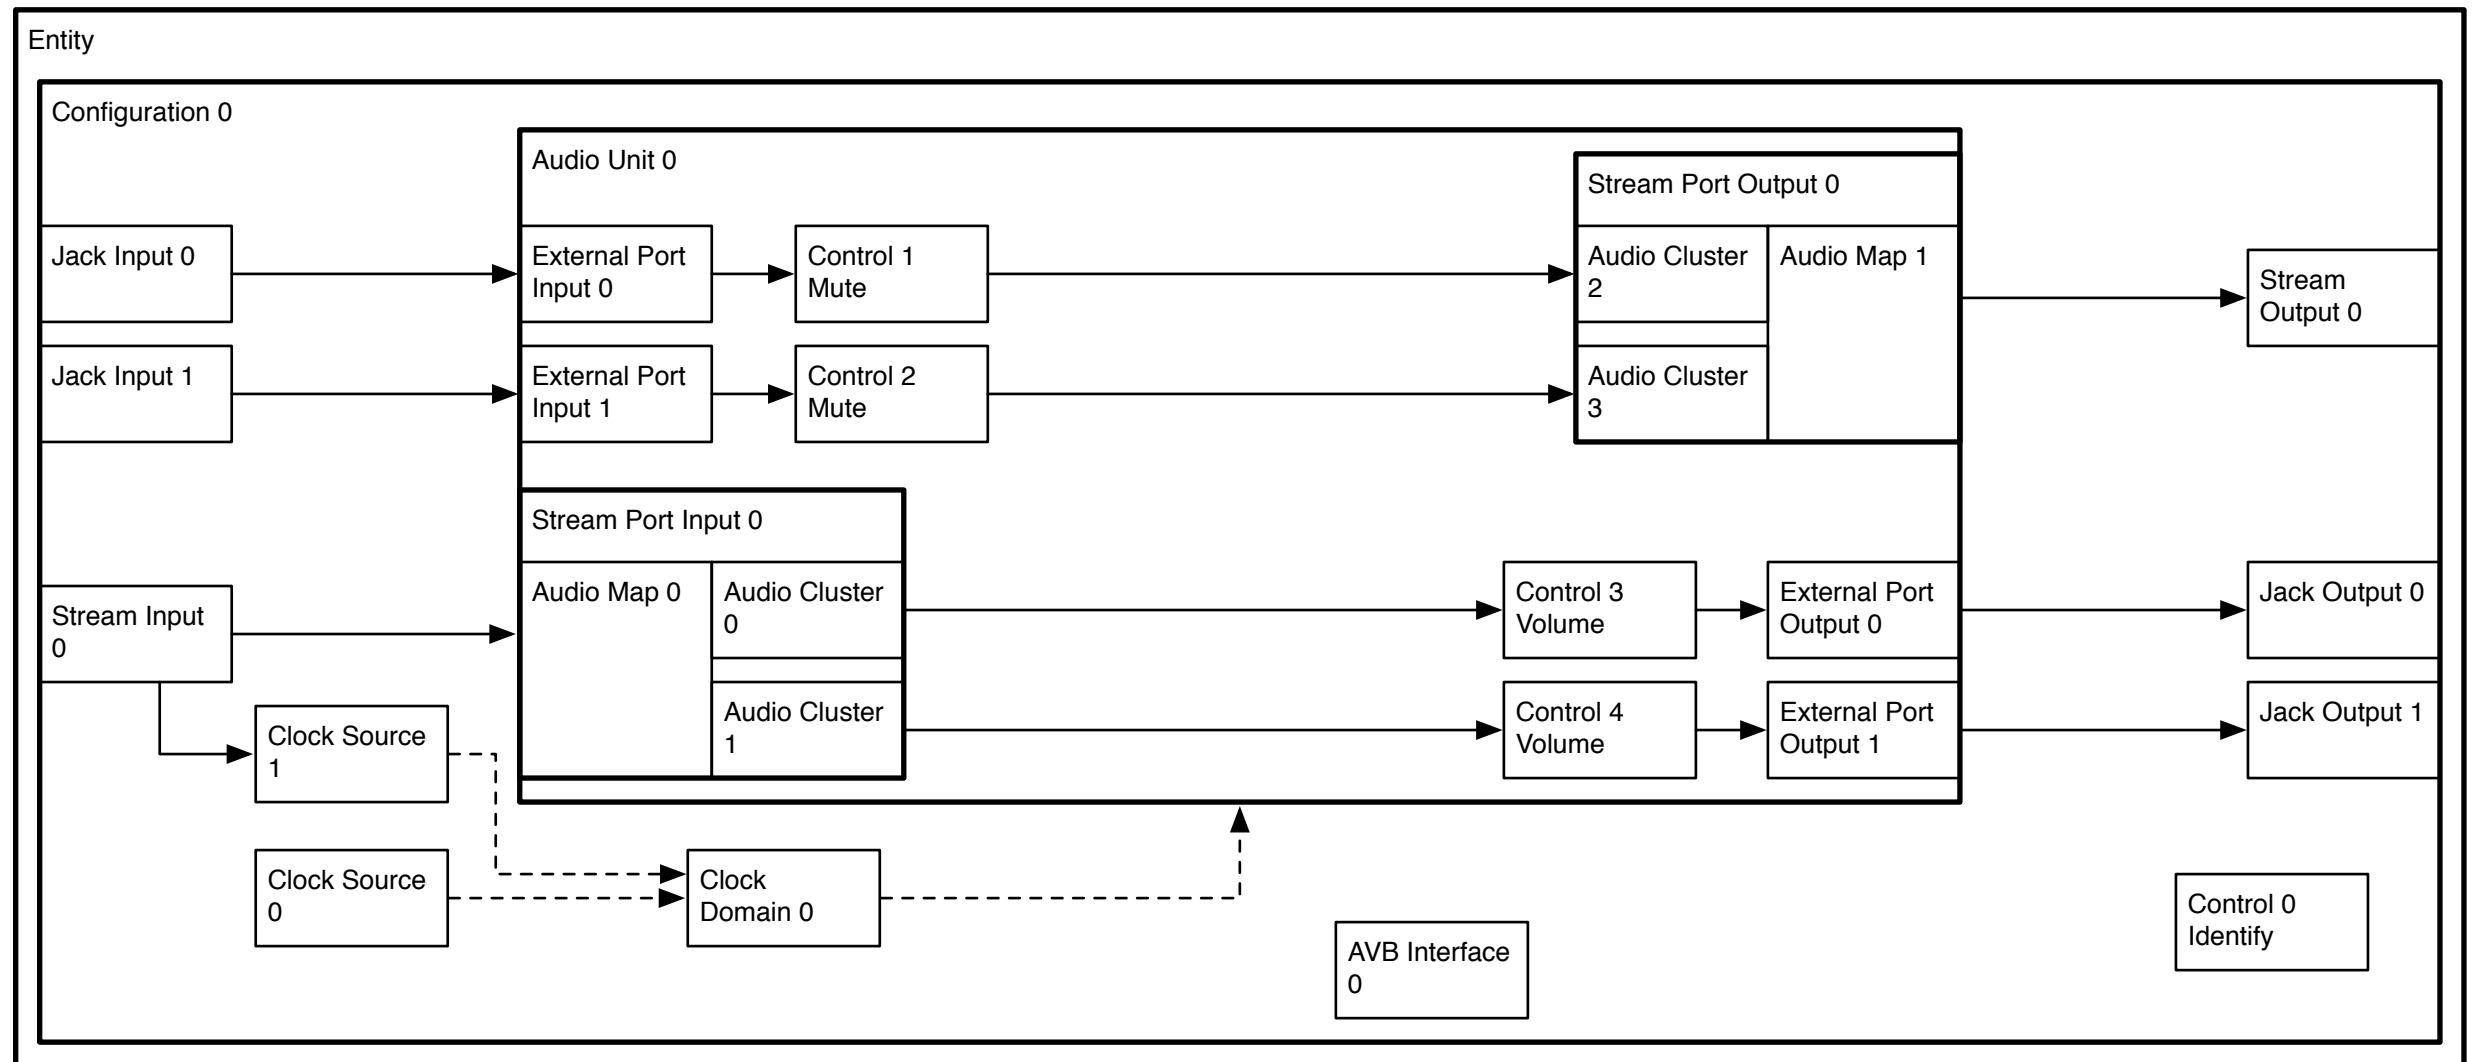 Entity
Configuration 0
Audio Unit 0
Stream Port Output 0
Jack Input 0
External Port
Input 0
Control 1
Mute
Audio Cluster
2
Audio Map 1
Stream
Output 0
Jack Input 1
External Port
Input 1
Control 2
Mute
Audio Cluster
3
Stream Port Input 0
Stream Input
0
Audio Map 0
Audio Cluster
0
Control 3
Volume
External Port
Output 0
Jack Output 0
Audio Cluster
1
Control 4
Volume
External Port
Output 1
Jack Output 1
Clock Source
1
Clock Source
0
Clock
Domain 0
AVB Interface
0
Control 0
Identify